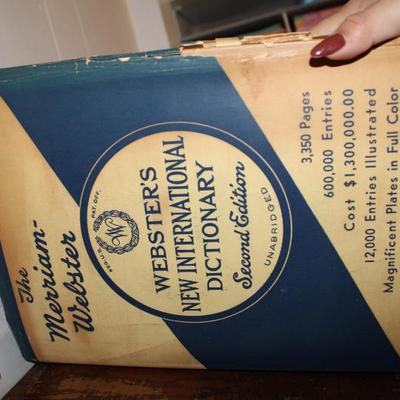 The
Merriam-
Webster
REG. U.S. PAT. OFF.
W
WEBSTER'S
NEW INTERNATIONAL
DICTIONARY
Second Edition
UNABRIDGED
3,350 Pages
600,000 Entries
Cost $1,300,000.00
12,000 Entries Illustrated
Magnificent Plates in Full Color